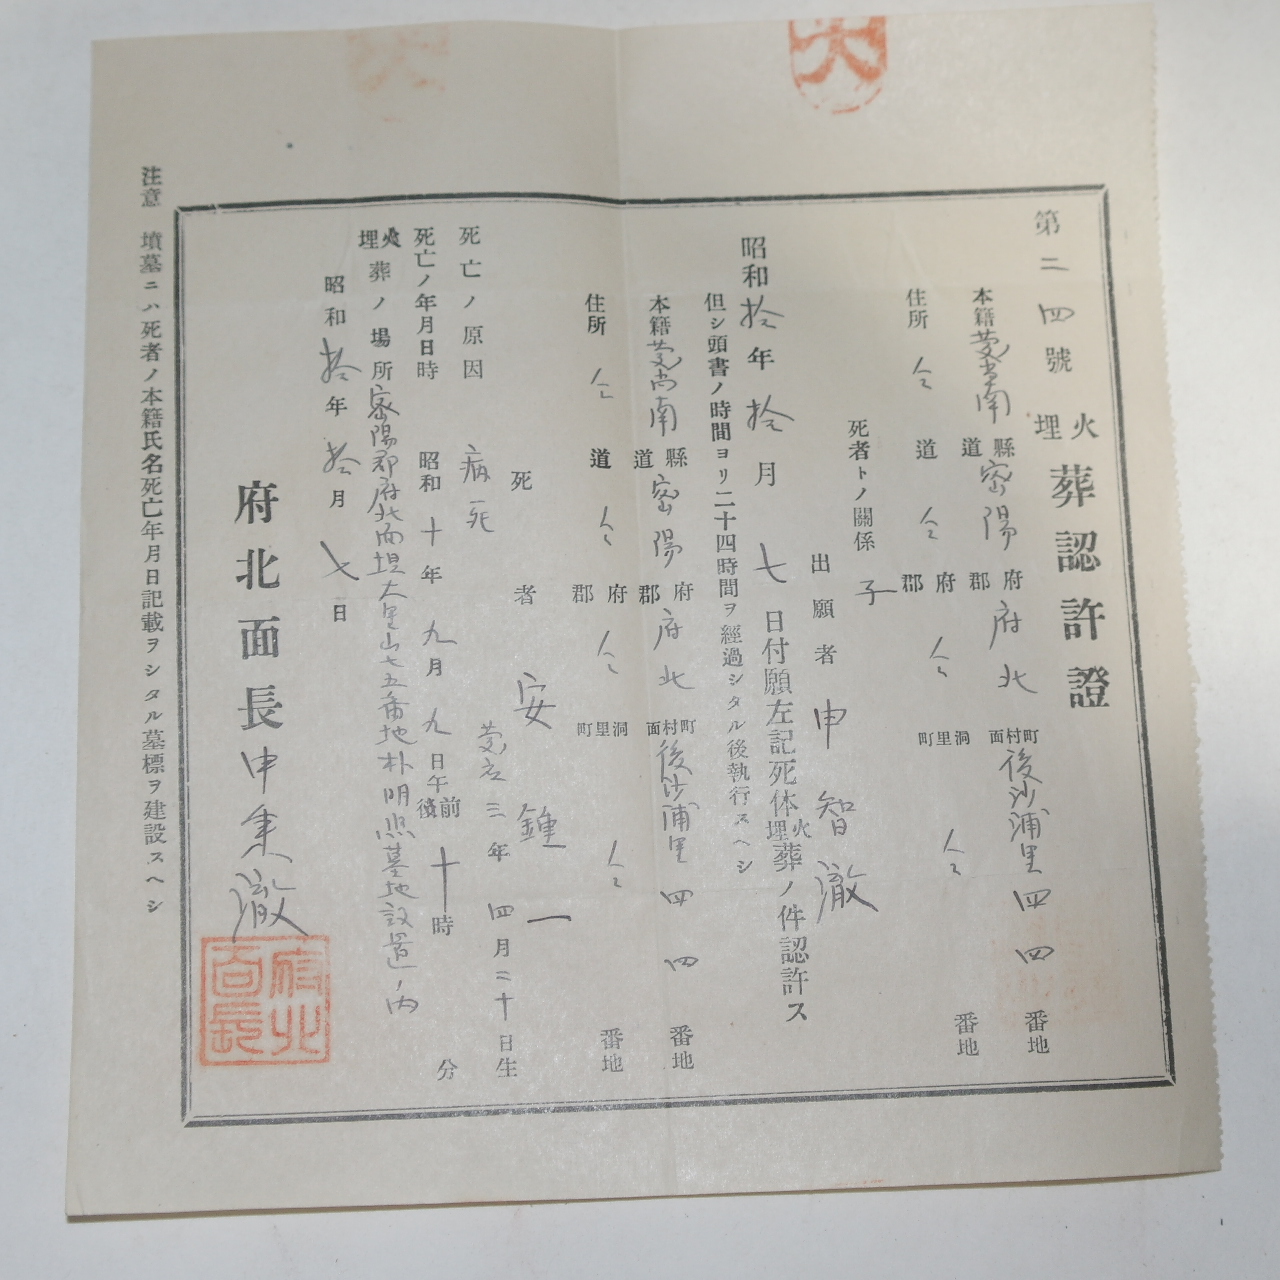 第二四號
火埋葬認許證
本籍慶尚南縣道密陽府郡府北町村面後沙浦里四四番地
住所仝道仝府郡仝洞里町仝番地
死者トノ關係子
出願者申智澈
昭和拾年拾月七日付願左記死体火埋葬ノ件認許ス
但シ頭書ノ時間ヨリ二十四時間ヲ經過シタル後執行スヘシ
本籍慶尚南縣道密陽府郡府北町村面後沙浦里四四番地
住所仝道仝府郡仝洞里町仝番地
死者安鍾一
三年四月二十日生
死亡ノ原因病死
死亡ノ年月日時昭和十年九月九日午前後十時分
火埋葬ノ場所密陽郡府北面大里山七五番地朴明熙墓地設置ノ内
昭和拾年拾月七日
府北面長申澈
府北面長
注意墳墓ニハ死者ノ本籍氏名死亡年月日記載ヲシタル墓標ヲ建設スヘシ